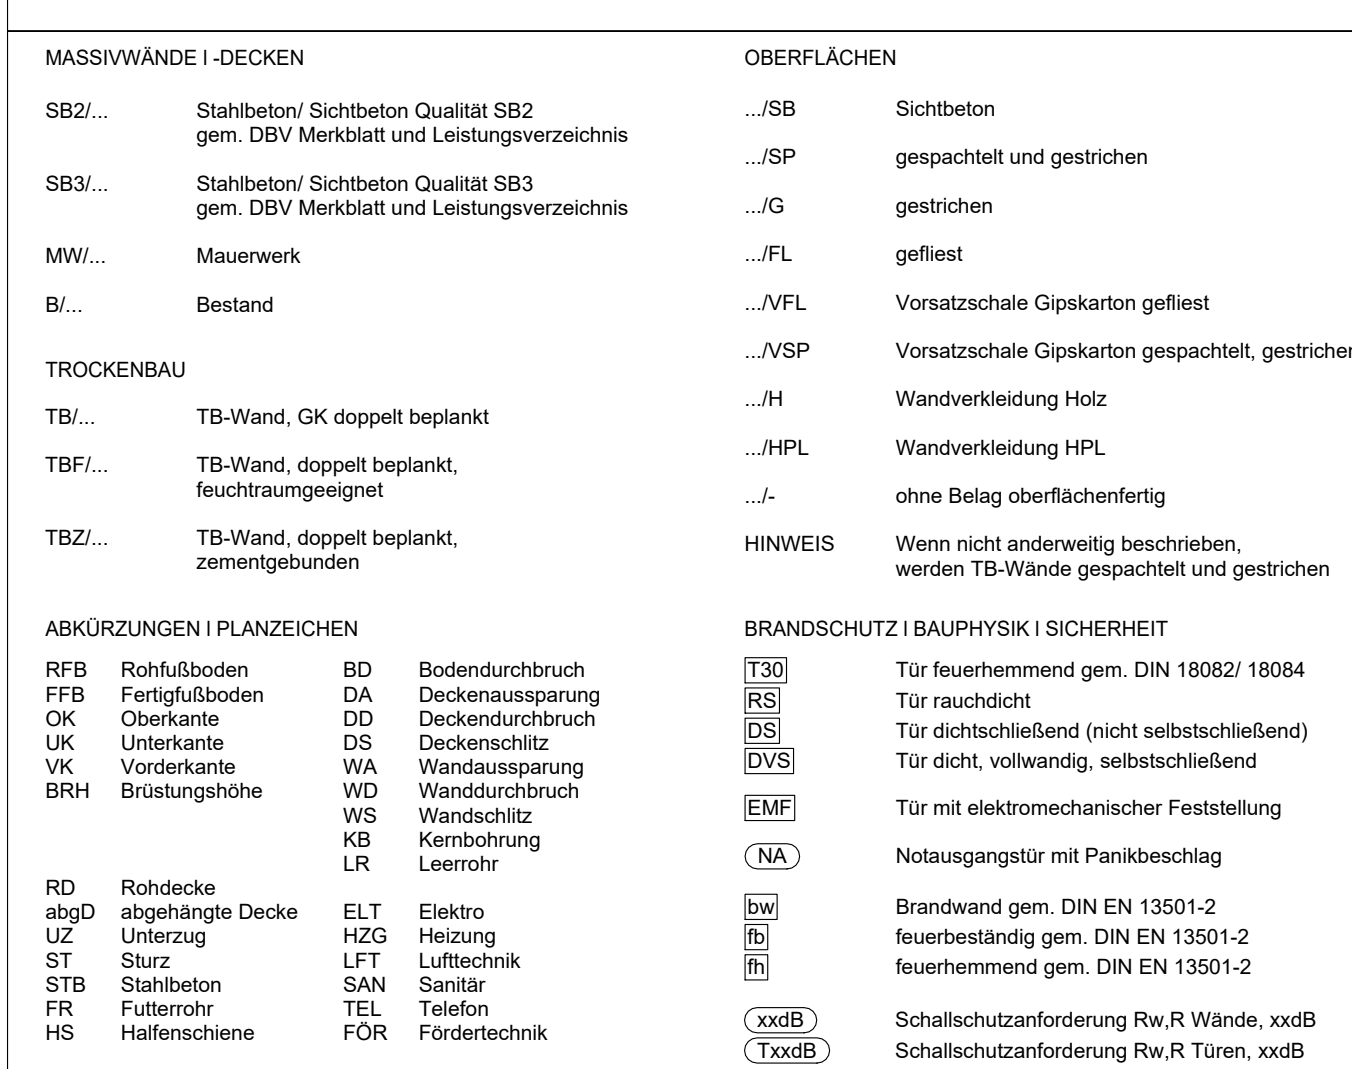 MASSIVWÄNDE I -DECKEN
SB2/... Stahlbeton/ Sichtbeton Qualität SB2
gem. DBV Merkblatt und Leistungsverzeichnis
SB3/... Stahlbeton/ Sichtbeton Qualität SB3
gem. DBV Merkblatt und Leistungsverzeichnis
MW/... Mauerwerk
B/... Bestand
TROCKENBAU
TB/... TB-Wand, GK doppelt beplankt
TBF/... TB-Wand, doppelt beplankt,
feuchtraumgeeignet
TBZ/... TB-Wand, doppelt beplankt,
zementgebunden
OBERFLÄCHEN
.../SB Sichtbeton
.../SP gespachtelt und gestrichen
.../G gestrichen
.../FL gefliest
.../VFL Vorsatzschale Gipskarton gefliest
.../VSP Vorsatzschale Gipskarton gespachtelt, gestrichen
.../H Wandverkleidung Holz
.../HPL Wandverkleidung HPL
.../- ohne Belag oberflächenfertig
HINWEIS Wenn nicht anderweitig beschrieben,
werden TB-Wände gespachtelt und gestrichen
ABKÜRZUNGEN I PLANZEICHEN
RFB Rohfußboden
FFB Fertigfußboden
OK Oberkante
UK Unterkante
VK Vorderkante
BRH Brüstungshöhe
RD Rohdecke
abgD abgehängte Decke
UZ Unterzug
ST Sturz
STB Stahlbeton
FR Futterrohr
HS Halfenschiene
BD Bodendurchbruch
DA Deckenaussparung
DD Deckendurchbruch
DS Deckenschlitz
WA Wandaussparung
WD Wanddurchbruch
WS Wandschlitz
KB Kernbohrung
LR Leerrohr
ELT Elektro
HZG Heizung
LFT Lufttechnik
SAN Sanitär
TEL Telefon
FÖR Fördertechnik
BRANDSCHUTZ I BAUPHYSIK I SICHERHEIT
T30 Tür feuerhemmend gem. DIN 18082/ 18084
RS Tür rauchdicht
DS Tür dichtschließend (nicht selbstschließend)
DVS Tür dicht, vollwandig, selbstschließend
EMF Tür mit elektromechanischer Feststellung
NA Notausgangstür mit Panikbeschlag
bw Brandwand gem. DIN EN 13501-2
fb feuerbeständig gem. DIN EN 13501-2
fh feuerhemmend gem. DIN EN 13501-2
xxdB Schallschutzanforderung Rw,R Wände, xxdB
TxxdB Schallschutzanforderung Rw,R Türen, xxdB